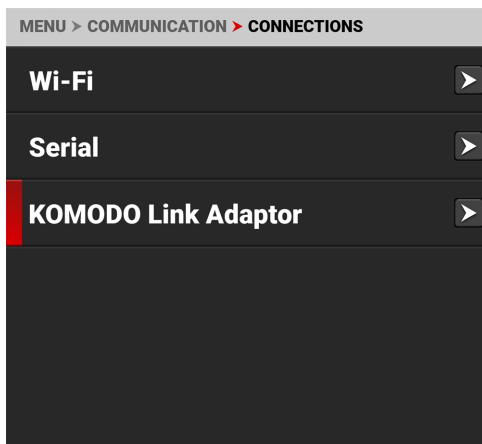 MENU > COMMUNICATION > CONNECTIONS
Wi-Fi
Serial
KOMODO Link Adaptor